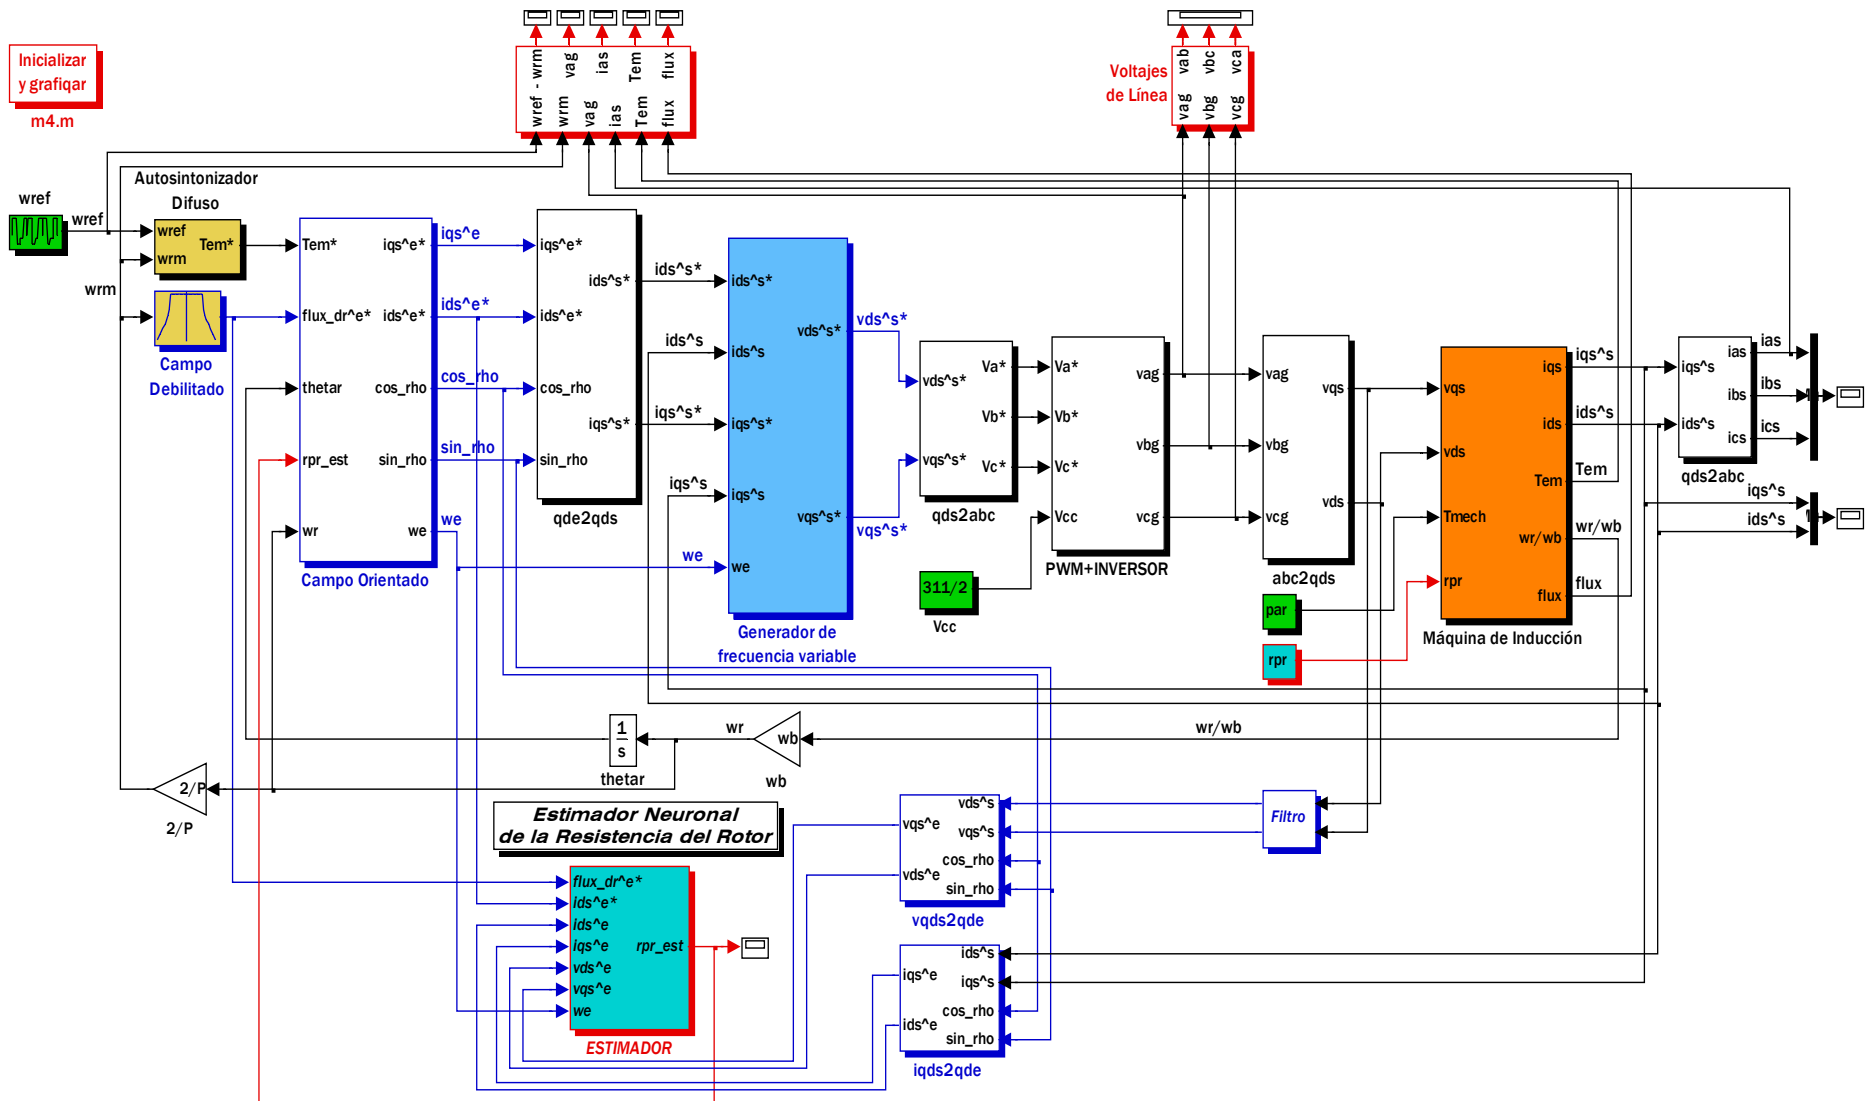 Inicializar
y grafiqar
m4.m
wref - wrm
vag
ias
Tem
flux
wref
wrm
vag
ias
Tem
flux
Voltajes
de Línea
vab
vbc
vca
vag
vbg
vcg
wref
wref
wrm
Autosintonizador
Difuso
wref
wrm
Tem*
Campo
Debilitado
Tem*
flux_dr^e*
thetar
rpr_est
wr
iqs^e*
ids^e*
cos_rho
sin_rho
we
Campo Orientado
iqs^e
ids^e*
cos_rho
sin_rho
we
iqs^e*
ids^e*
cos_rho
sin_rho
ids^s*
iqs^s*
qde2qds
ids^s*
ids^s
iqs^s*
iqs^s
we
ids^s*
ids^s
iqs^s*
iqs^s
we
vds^s*
vqs^s*
Generador de
frecuencia variable
vds^s*
vqs^s*
vds^s*
vqs^s*
Va*
Vb*
Vc*
qds2abc
311/2
Vcc
Va*
Vb*
Vc*
Vcc
vag
vbg
vcg
PWM+INVERSOR
vag
vbg
vcg
vqs
vds
abc2qds
par
rpr
vqs
vds
Tmech
rpr
iqs
ids
Tem
wr/wb
flux
Máquina de Inducción
iqs^s
ids^s
Tem
wr/wb
flux
iqs^s
ids^s
ias
ibs
ics
qds2abc
ias
ibs
ics
iqs^s
ids^s
1
s
thetar
wr
wb
wb
wr/wb
2/P
2/P
Estimador Neuronal
de la Resistencia del Rotor
flux_dr^e*
ids^e*
ids^e
iqs^e
vds^e
vqs^e
we
rpr_est
ESTIMADOR
vqs^e
vds^e
vds^s
vqs^s
cos_rho
sin_rho
vqds2qde
Filtro
iqs^e
ids^e
ids^s
iqs^s
cos_rho
sin_rho
iqds2qde